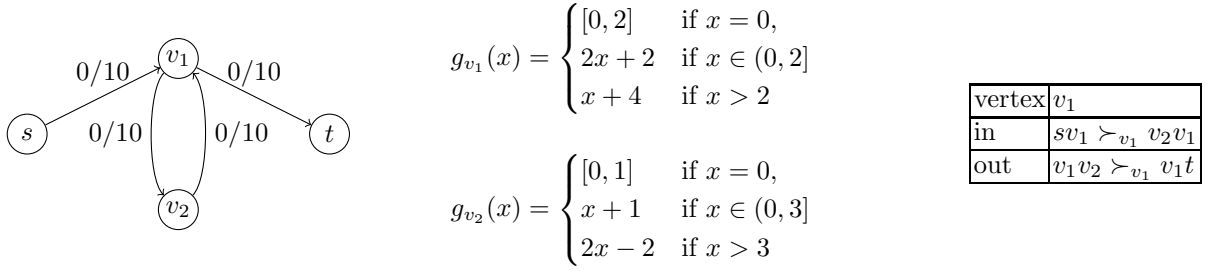 v₁
0/10 0/10
s 0/10 0/10 t
v₂
g_{v₁}(x) = { [0, 2] if x = 0,
2x + 2 if x ∈ (0, 2]
x + 4 if x > 2
g_{v₂}(x) = { [0, 1] if x = 0,
x + 1 if x ∈ (0, 3]
2x − 2 if x > 3
vertex v₁
in sv₁ ≻_{v₁} v₂v₁
out v₁v₂ ≻_{v₁} v₁t